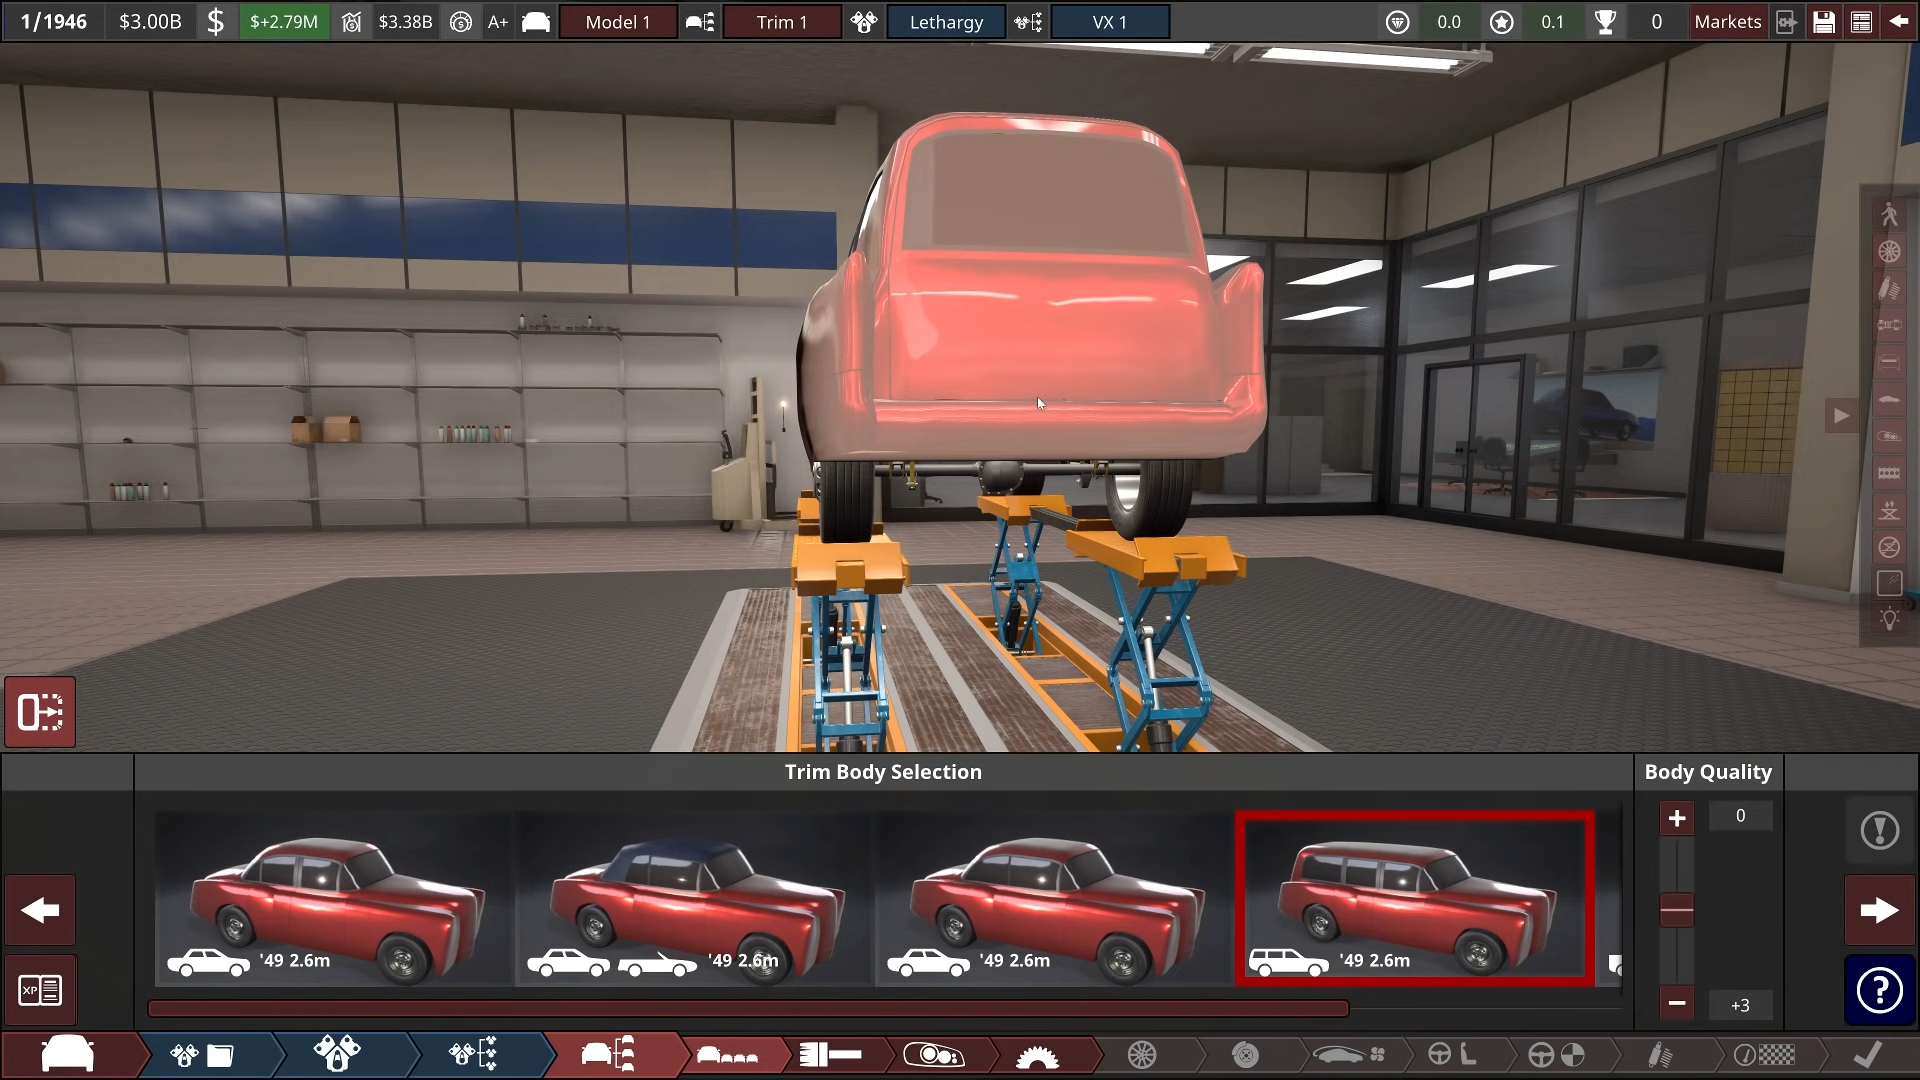 1/1946 $3.00B $ $+2.79M $3.38B A+ Model 1 Trim 1 Lethargy VX 1 0.0 0.1 0 Markets
Trim Body Selection
Body Quality
'49 2.6m
'49 2.6m
'49 2.6m
'49 2.6m
+ 0
− +3
XP
?